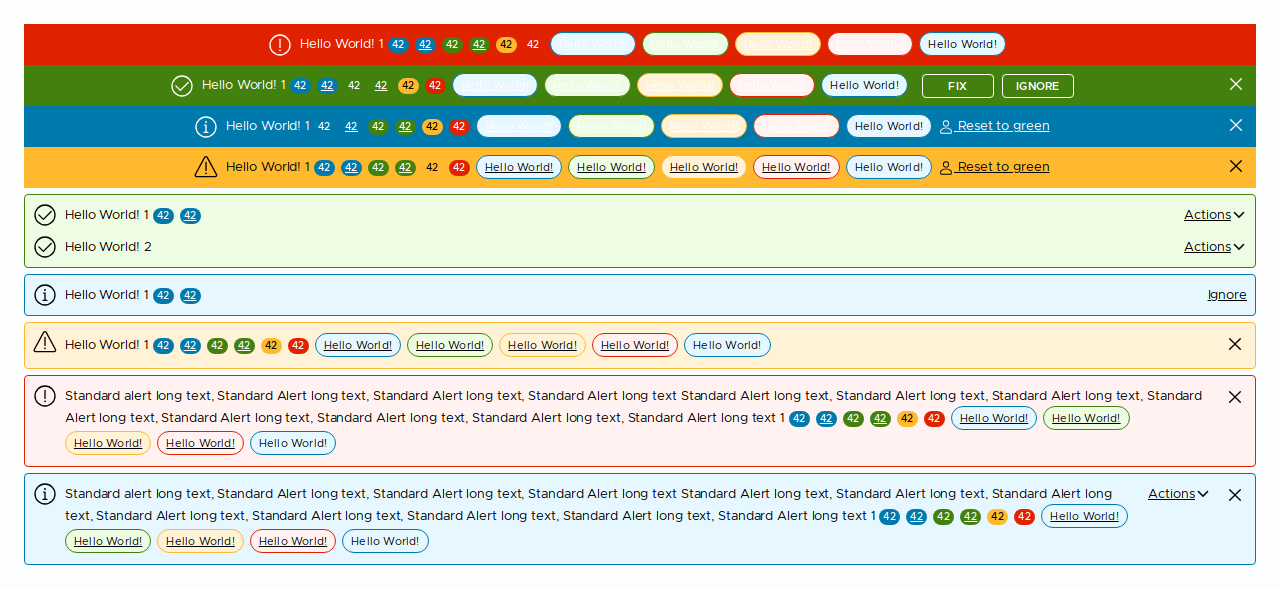 Hello World! 1 42 42 42 42 42 42 Hello World! Hello World! Hello World! Hello World! Hello World!
Hello World! 1 42 42 42 42 42 42 Hello World! Hello World! Hello World! Hello World! Hello World! FIX IGNORE
Hello World! 1 42 42 42 42 42 42 Hello World! Hello World! Hello World! Hello World! Hello World! Reset to green
Hello World! 1 42 42 42 42 42 42 Hello World! Hello World! Hello World! Hello World! Hello World! Reset to green
Hello World! 1 42 42 Actions
Hello World! 2 Actions
Hello World! 1 42 42 Ignore
Hello World! 1 42 42 42 42 42 42 Hello World! Hello World! Hello World! Hello World! Hello World!
Standard alert long text, Standard Alert long text, Standard Alert long text, Standard Alert long text Standard Alert long text, Standard Alert long text, Standard Alert long text, Standard
Alert long text, Standard Alert long text, Standard Alert long text, Standard Alert long text, Standard Alert long text 1 42 42 42 42 42 42 Hello World! Hello World!
Hello World! Hello World! Hello World!
Standard alert long text, Standard Alert long text, Standard Alert long text, Standard Alert long text Standard Alert long text, Standard Alert long text, Standard Alert long Actions
text, Standard Alert long text, Standard Alert long text, Standard Alert long text, Standard Alert long text, Standard Alert long text 1 42 42 42 42 42 42 Hello World!
Hello World! Hello World! Hello World! Hello World!